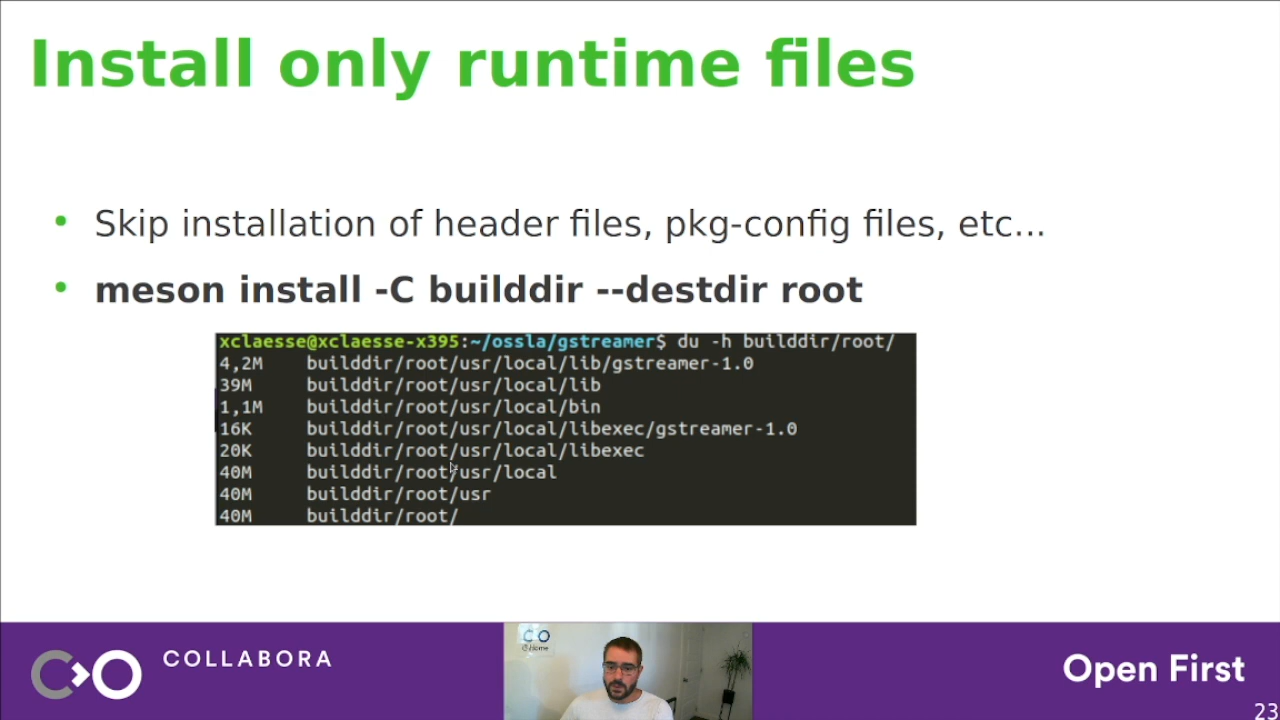 Install only runtime files
• Skip installation of header files, pkg-config files, etc...
• meson install -C builddir --destdir root
xclaesse@xclaesse-x395:~/ossla/gstreamer$ du -h builddir/root/
4,2M builddir/root/usr/local/lib/gstreamer-1.0
39M builddir/root/usr/local/lib
1,1M builddir/root/usr/local/bin
16K builddir/root/usr/local/libexec/gstreamer-1.0
20K builddir/root/usr/local/libexec
40M builddir/root/usr/local
40M builddir/root/usr
40M builddir/root/
COLLABORA
@Home
Open First
23